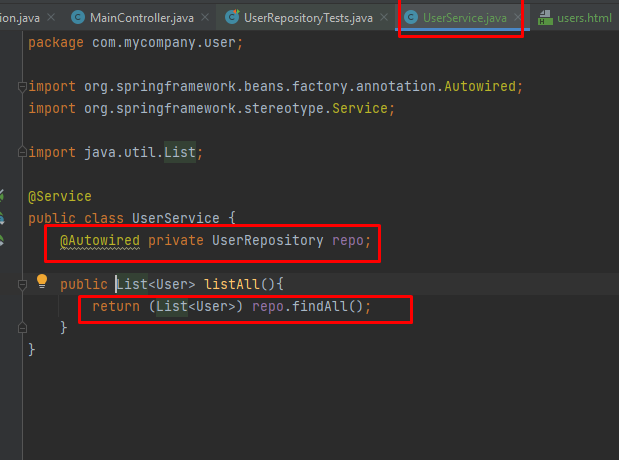 ion.java MainController.java UserRepositoryTests.java UserService.java users.html
package com.mycompany.user;
import org.springframework.beans.factory.annotation.Autowired;
import org.springframework.stereotype.Service;
import java.util.List;
@Service
public class UserService {
@Autowired private UserRepository repo;
public List<User> listAll(){
return (List<User>) repo.findAll();
}
}